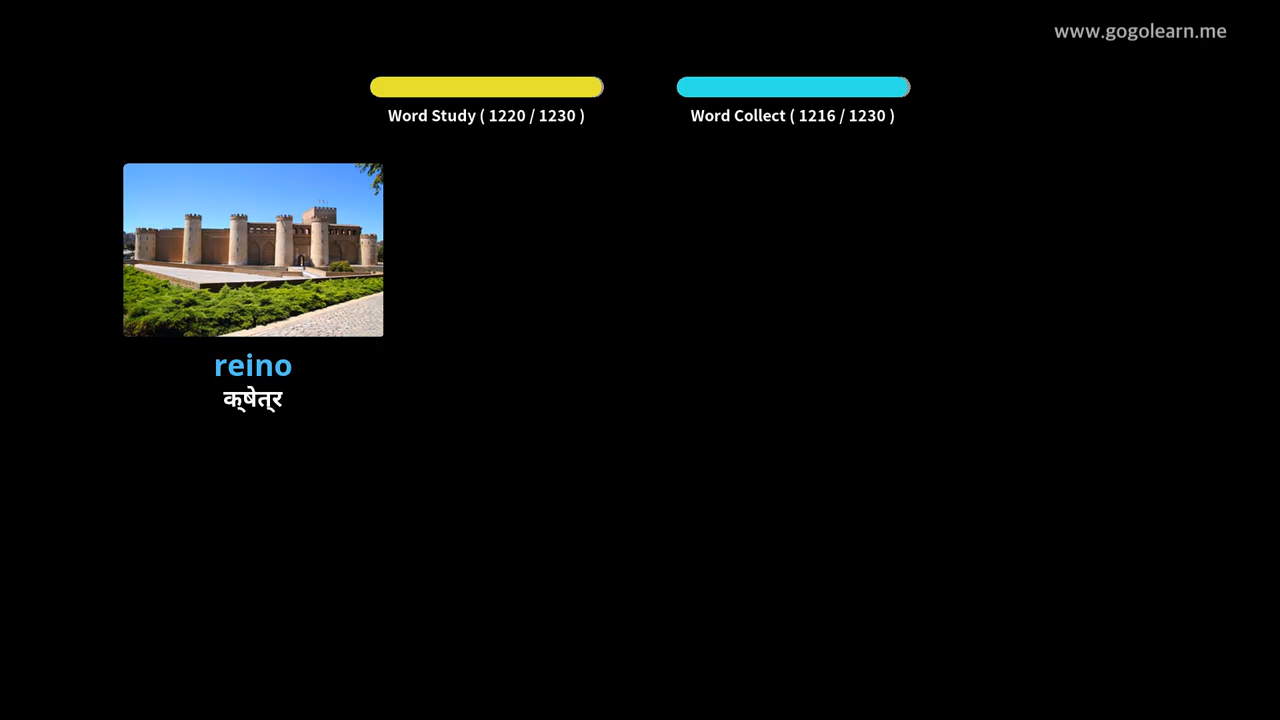 www.gogolearn.me
Word Study ( 1220 / 1230 )
Word Collect ( 1216 / 1230 )
reino
क्षेत्र